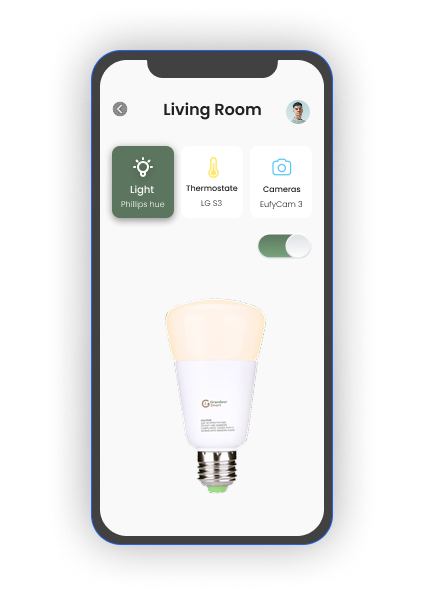 Living Room
Light
Phillips hue
Thermostate
LG S3
Cameras
EufyCam 3